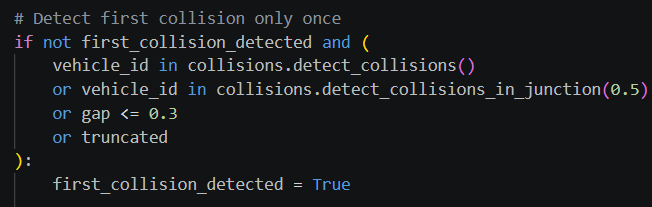 # Detect first collision only once
if not first_collision_detected and (
    vehicle_id in collisions.detect_collisions()
    or vehicle_id in collisions.detect_collisions_in_junction(0.5)
    or gap <= 0.3
    or truncated
):
    first_collision_detected = True